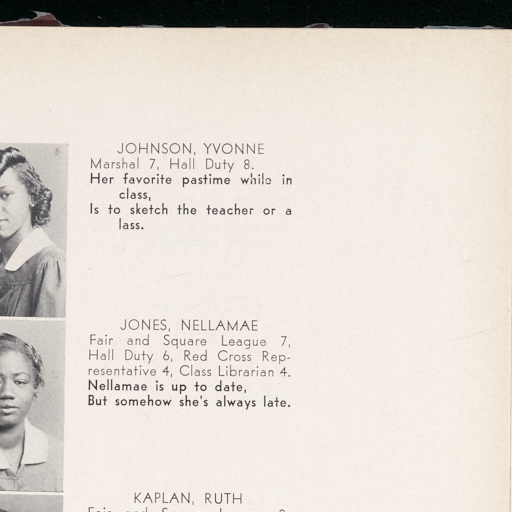 JOHNSON, YVONNE
Marshal 7, Hall Duty 8.
Her favorite pastime while in
class,
Is to sketch the teacher or a
lass.
JONES, NELLAMAE
Fair and Square League 7,
Hall Duty 6, Red Cross Rep-
resentative 4, Class Librarian 4.
Nellamae is up to date,
But somehow she's always late.
KAPLAN, RUTH